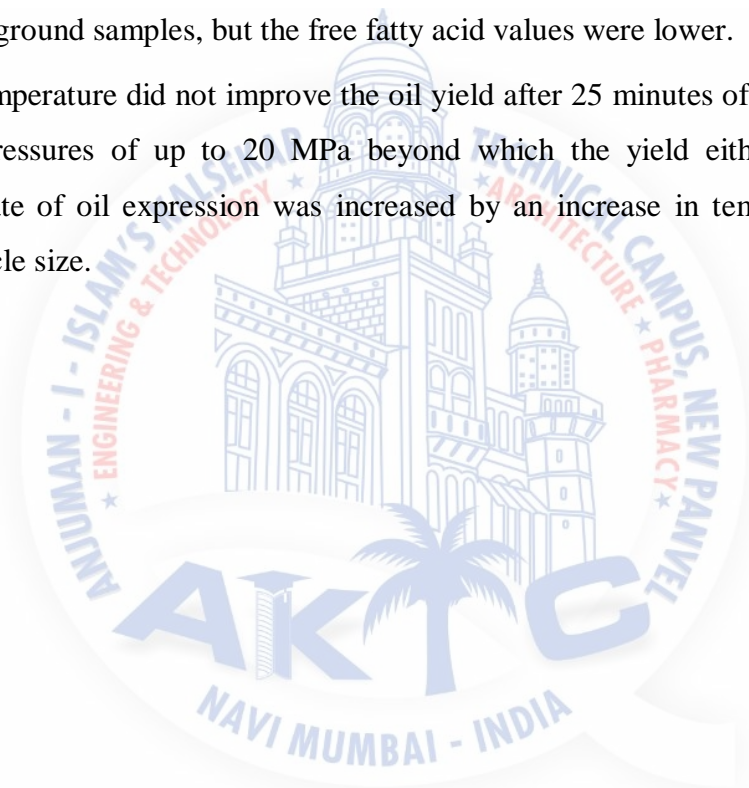 ground samples, but the free fatty acid values were lower.
mperature did not improve the oil yield after 25 minutes of
ressures of up to 20 MPa beyond which the yield eith
te of oil expression was increased by an increase in ten
cle size.
ANJUMAN - I - ISLAM'S KALSEKAR TECHNICAL CAMPUS, NEW PANVEL
★ ENGINEERING & TECHNOLOGY ★ ★ ARCHITECTURE ★ PHARMACY ★
AKTC
NAVI MUMBAI - INDIA